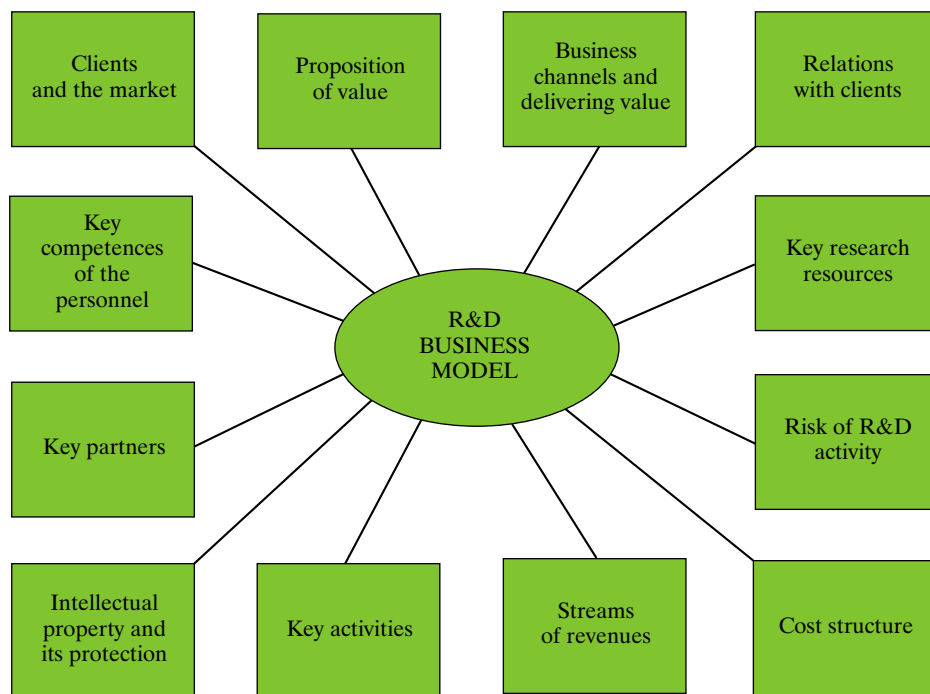 Clients
and the market
Proposition
of value
Business
channels and
delivering value
Relations
with clients
Key
competences
of the
personnel
Key research
resources
R&D
BUSINESS
MODEL
Key partners
Risk of R&D
activity
Intellectual
property and
its protection
Key activities
Streams
of revenues
Cost structure